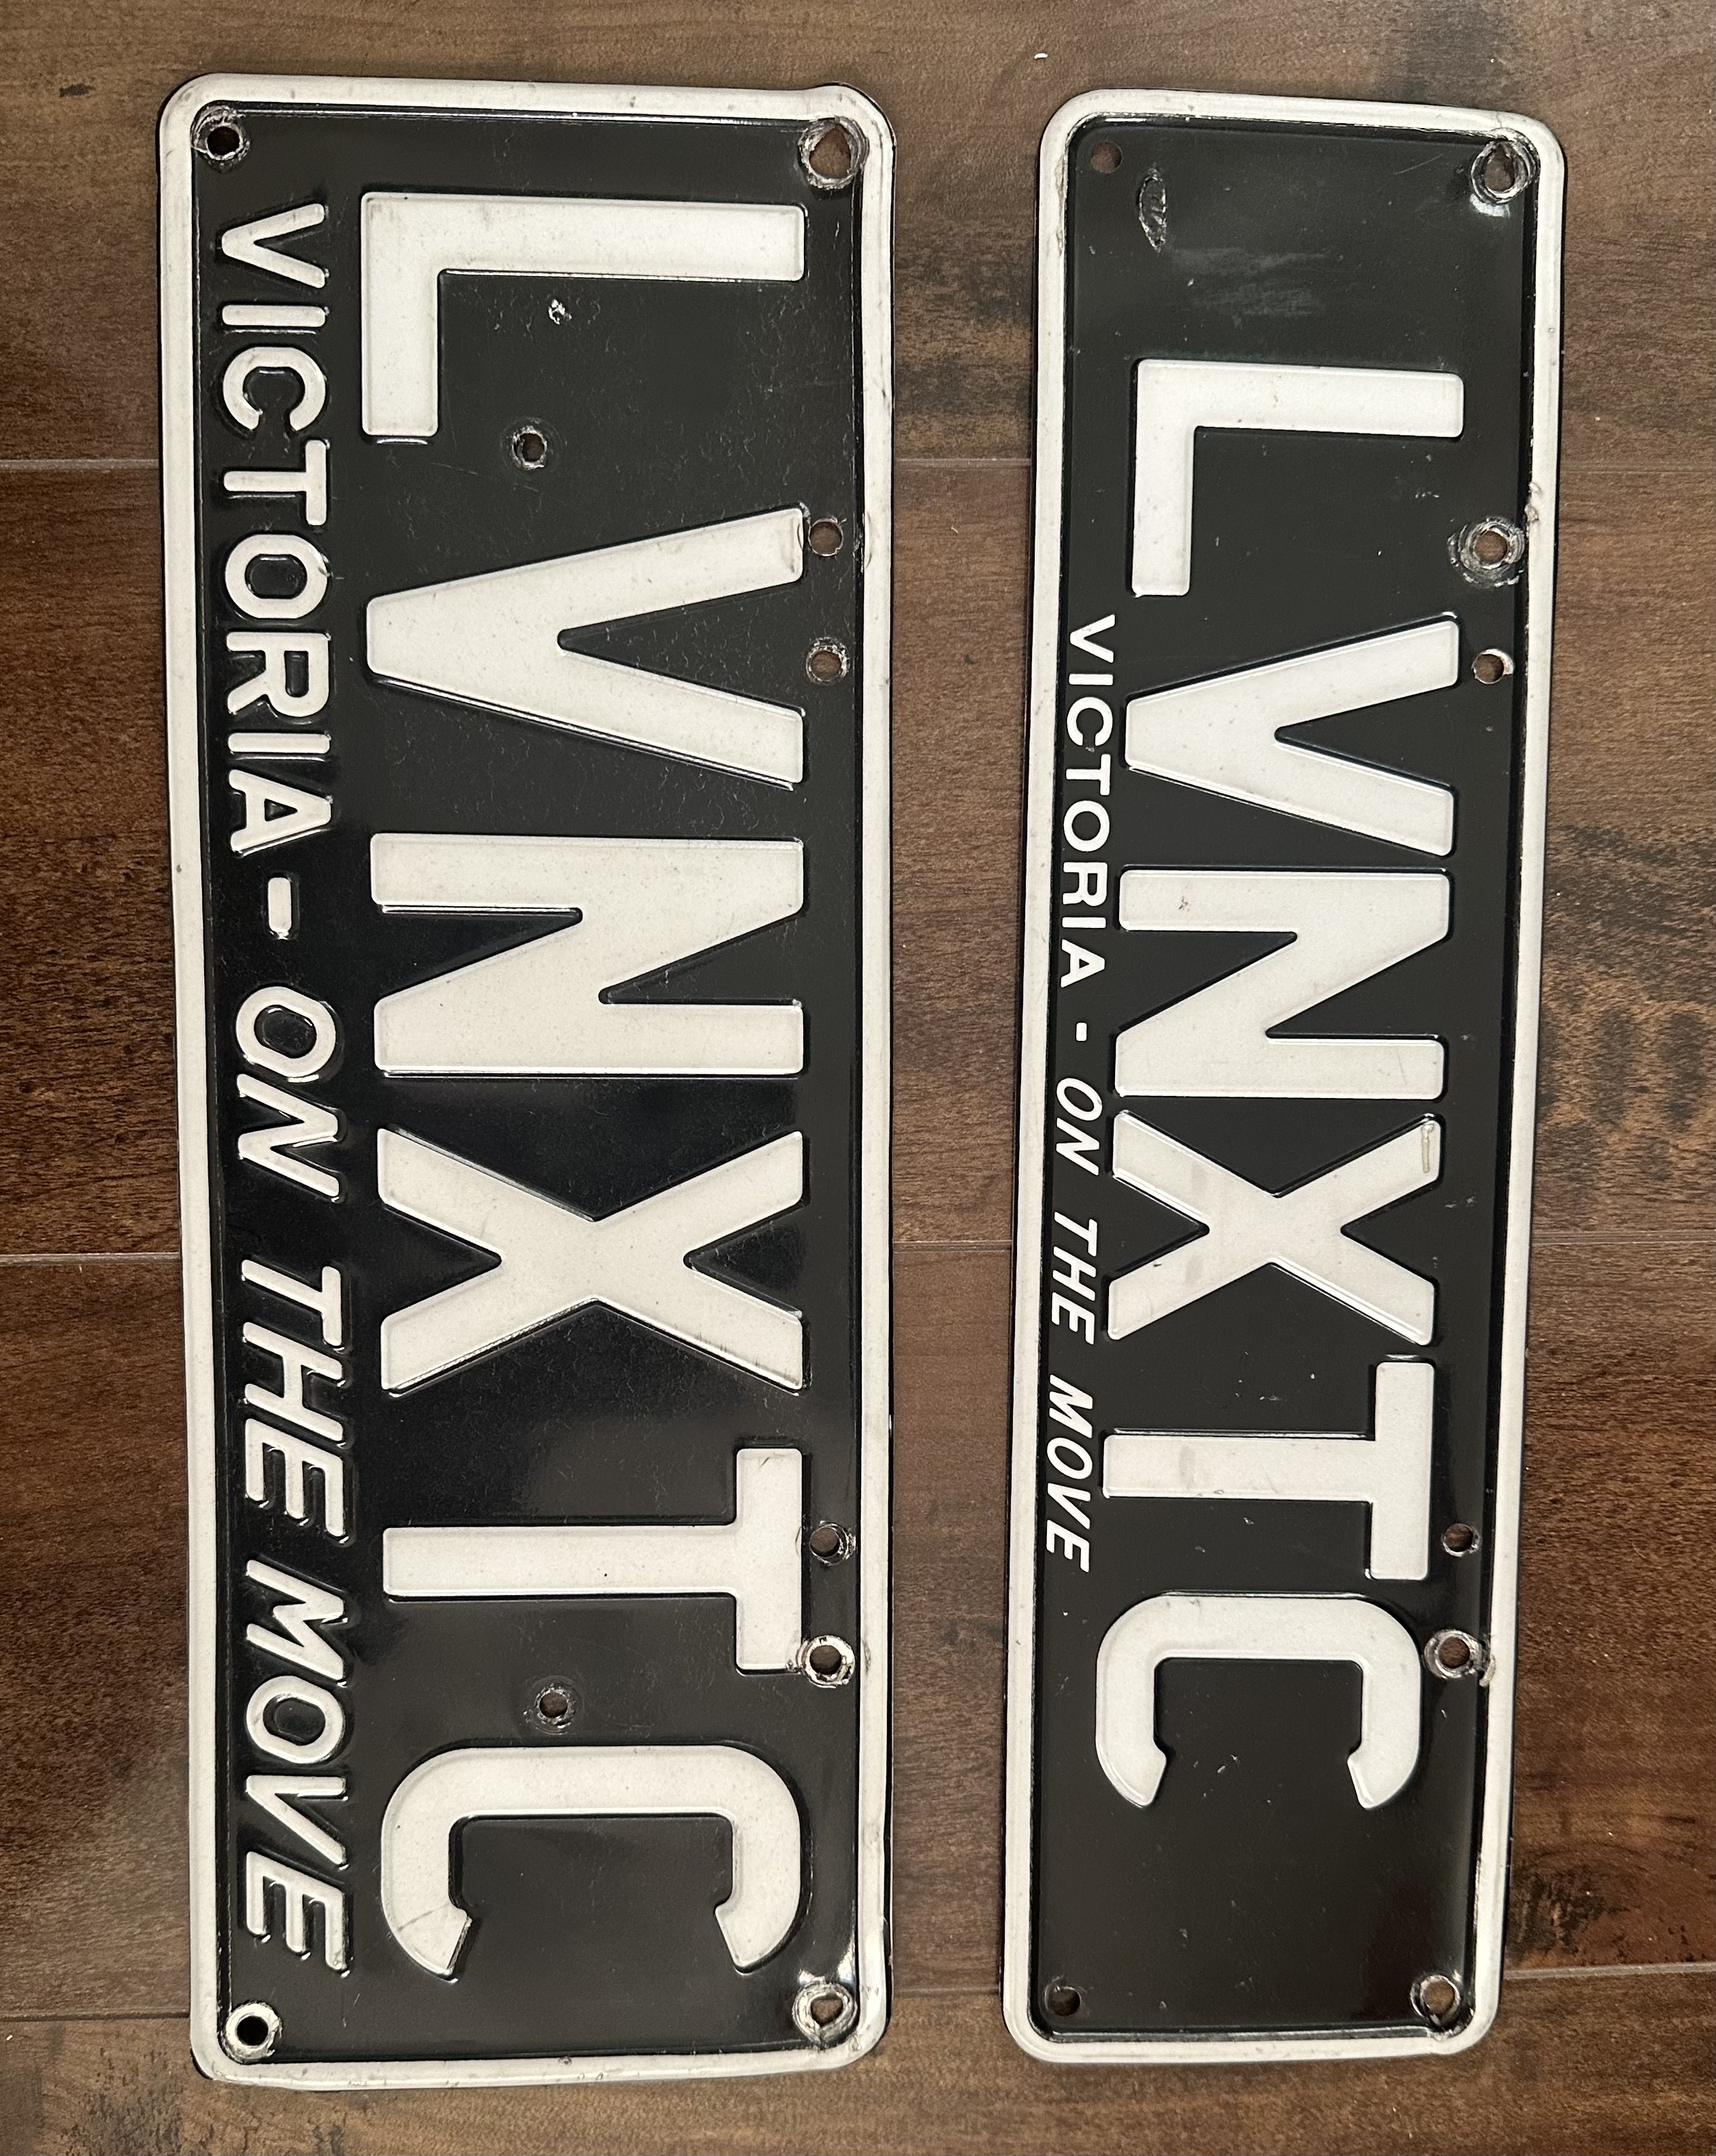 LVNXTC
VICTORIA - ON THE MOVE
LVNXTC
VICTORIA - ON THE MOVE